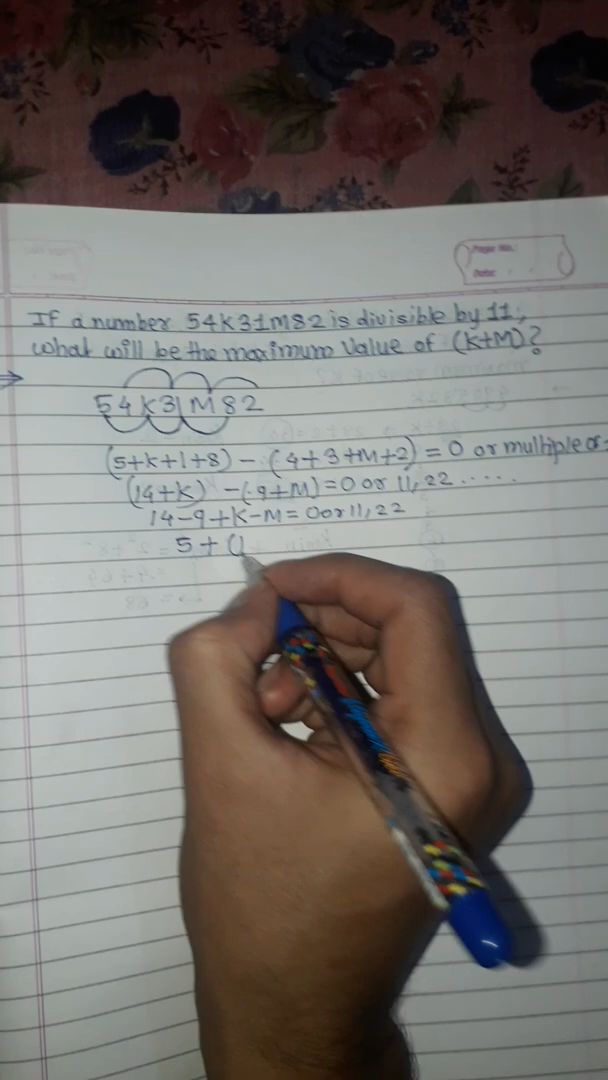 Page No.
Date
If a number 54K31M82 is divisible by 11,
what will be the maximum value of (K+M)?
54K31M82
(5+K+1+8) - (4+3+M+2) = 0 or multiple of
(14+K) - (9+M) = 0 or 11, 22 .....
14-9+K-M = 0 or 11, 22
5+(